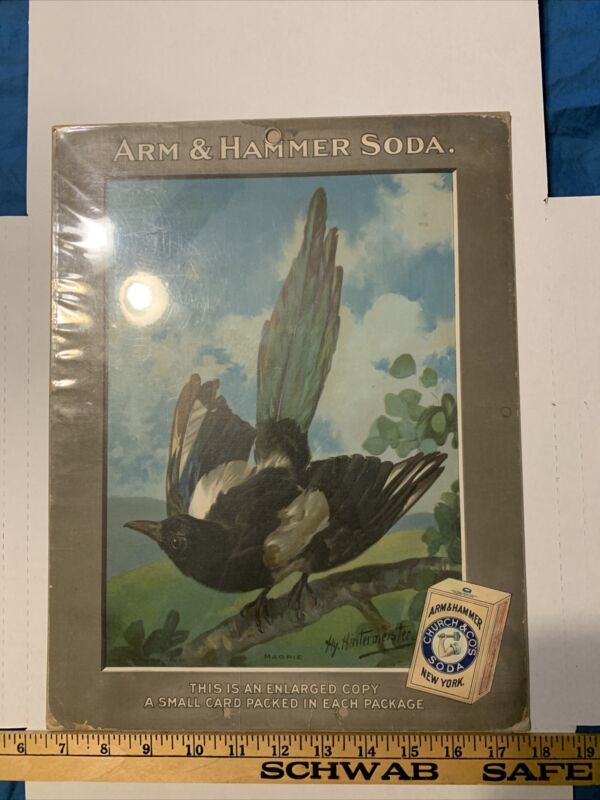 ARM & HAMMER SODA.
Hy. Hintermeister
MAGPIE
ARM & HAMMER
CHURCH & CO'S
SODA
NEW YORK.
THIS IS AN ENLARGED COPY
A SMALL CARD PACKED IN EACH PACKAGE
6 7 8 9 10 11 12 13 14 15 16 17 18 19
SCHWAB SAFE